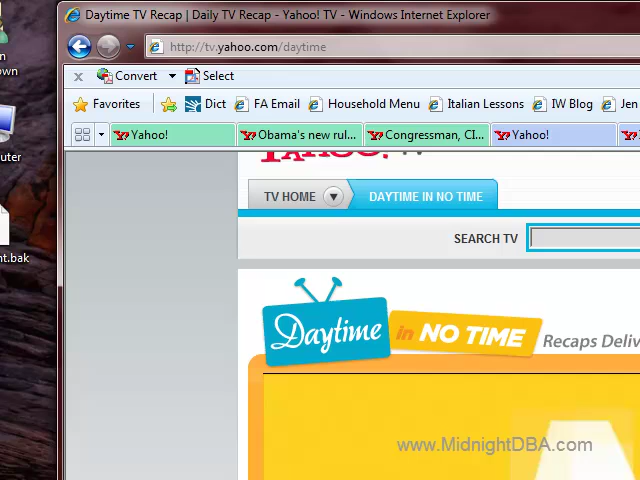 Daytime TV Recap | Daily TV Recap - Yahoo! TV - Windows Internet Explorer
http://tv.yahoo.com/daytime
x Convert Select
Favorites Dict FA Email Household Menu Italian Lessons IW Blog Jen
Yahoo! Obama's new rul... Congressman, CI... Yahoo!
TV HOME DAYTIME IN NO TIME
SEARCH TV
Daytime in NO TIME Recaps Deliv
www.MidnightDBA.com